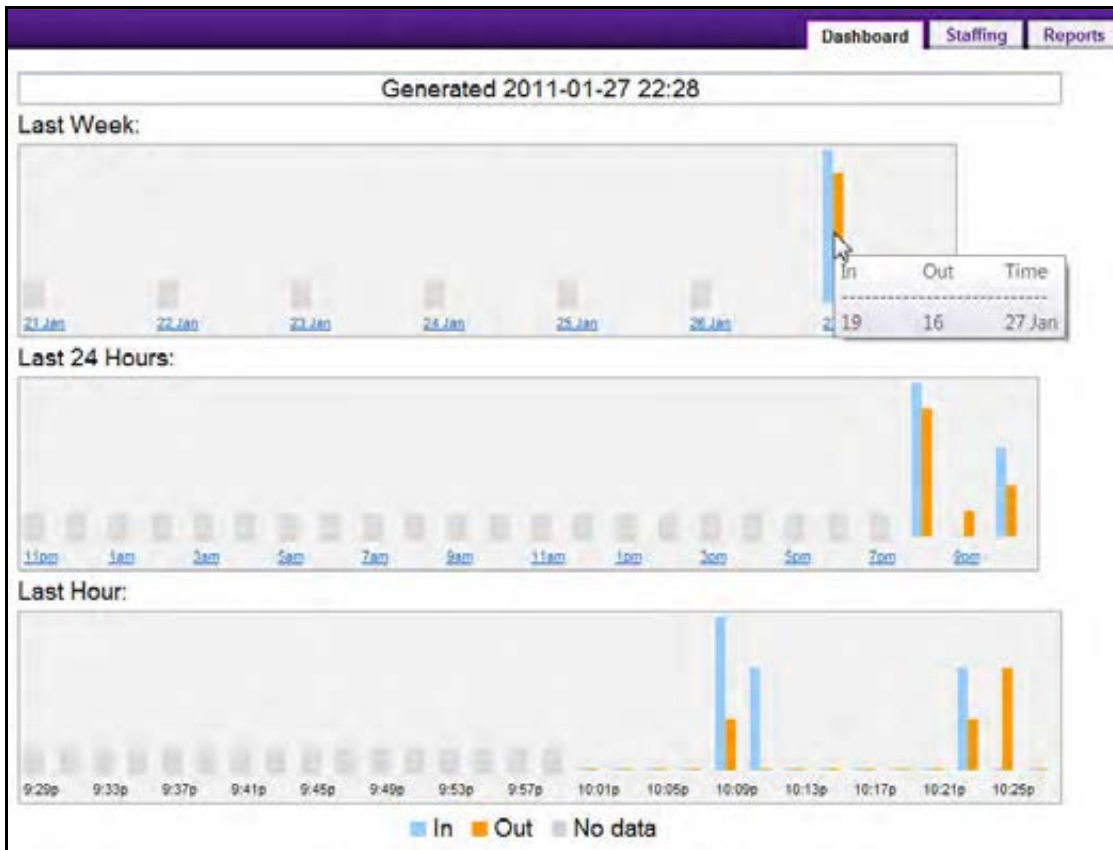 Dashboard Staffing Reports
Generated 2011-01-27 22:28
Last Week:
21 Jan 22 Jan 23 Jan 24 Jan 25 Jan 26 Jan
In Out Time
19 16 27 Jan
Last 24 Hours:
11pm 1am 3am 5am 7am 9am 11am 1pm 3pm 5pm 7pm 9pm
Last Hour:
9:29p 9:33p 9:37p 9:41p 9:45p 9:49p 9:53p 9:57p 10:01p 10:05p 10:09p 10:13p 10:17p 10:21p 10:25p
In Out No data